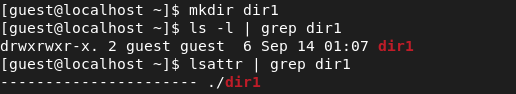 [guest@localhost ~]$ mkdir dir1
[guest@localhost ~]$ ls -l | grep dir1
drwxrwxr-x. 2 guest guest  6 Sep 14 01:07 dir1
[guest@localhost ~]$ lsattr | grep dir1
---------------------- ./dir1